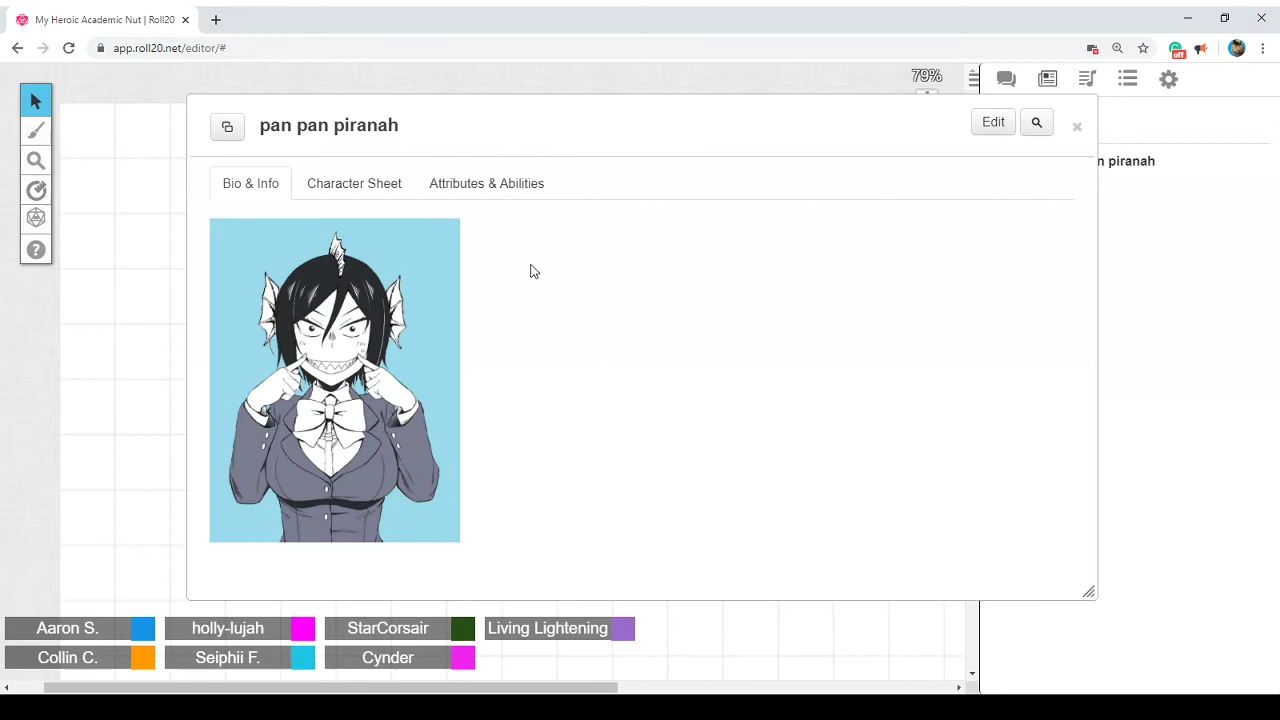 My Heroic Academic Nut | Roll20
app.roll20.net/editor/#
off
79%
pan pan piranah
Edit
Bio & Info
Character Sheet
Attributes & Abilities
n piranah
Aaron S.
holly-lujah
StarCorsair
Living Lightening
Collin C.
Seiphii F.
Cynder